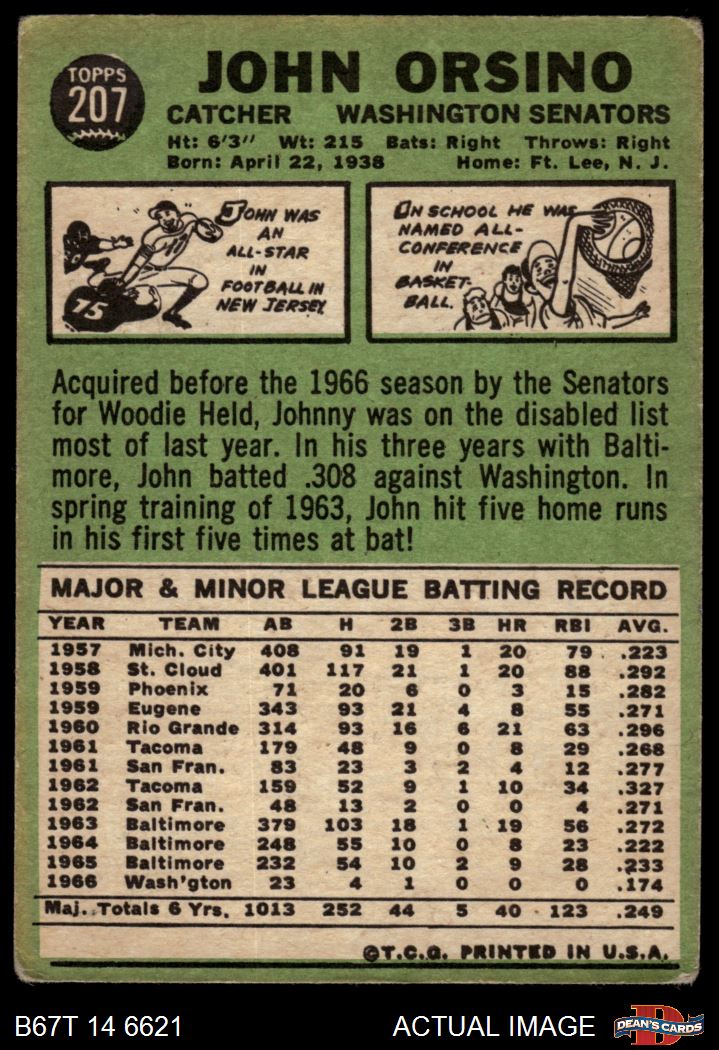 TOPPS
207
JOHN ORSINO
CATCHER WASHINGTON SENATORS
Ht: 6'3" Wt: 215 Bats: Right Throws: Right
Born: April 22, 1938 Home: Ft. Lee, N. J.
JOHN WAS
AN
ALL-STAR
IN
FOOTBALL IN
NEW JERSEY.
75
IN SCHOOL HE WAS
NAMED ALL-
CONFERENCE
IN
BASKET-
BALL.
Acquired before the 1966 season by the Senators
for Woodie Held, Johnny was on the disabled list
most of last year. In his three years with Balti-
more, John batted .308 against Washington. In
spring training of 1963, John hit five home runs
in his first five times at bat!
MAJOR & MINOR LEAGUE BATTING RECORD
YEAR TEAM AB H 2B 3B HR RBI AVG.
1957 Mich. City 408 91 19 1 20 79 .223
1958 St. Cloud 401 117 21 1 20 88 .292
1959 Phoenix 71 20 6 0 3 15 .282
1959 Eugene 343 93 21 4 8 55 .271
1960 Rio Grande 314 93 16 6 21 63 .296
1961 Tacoma 179 48 9 0 8 29 .268
1961 San Fran. 83 23 3 2 4 12 .277
1962 Tacoma 159 52 9 1 10 34 .327
1962 San Fran. 48 13 2 0 0 4 .271
1963 Baltimore 379 103 18 1 19 56 .272
1964 Baltimore 248 55 10 0 8 23 .222
1965 Baltimore 232 54 10 2 9 28 .233
1966 Wash'gton 23 4 1 0 0 0 .174
Maj. Totals 6 Yrs. 1013 252 44 5 40 123 .249
©T.C.G. PRINTED IN U.S.A.
B67T 14 6621 ACTUAL IMAGE
D
DEAN'S CARDS